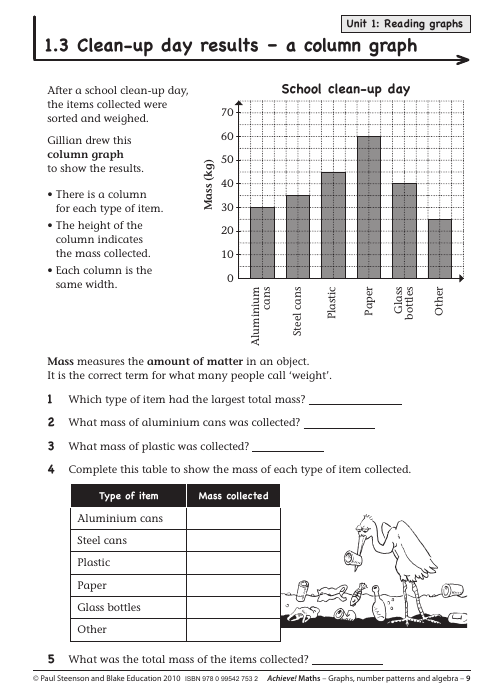 Unit 1: Reading graphs
1.3 Clean-up day results – a column graph
After a school clean-up day,
the items collected were
sorted and weighed.
Gillian drew this
column graph
to show the results.
• There is a column
for each type of item.
• The height of the
column indicates
the mass collected.
• Each column is the
same width.
School clean-up day
Mass (kg)
70
60
50
40
30
20
10
0
Aluminium
cans
Steel cans
Plastic
Paper
Glass
bottles
Other
Mass measures the amount of matter in an object.
It is the correct term for what many people call ‘weight’.
1 Which type of item had the largest total mass?
2 What mass of aluminium cans was collected?
3 What mass of plastic was collected?
4 Complete this table to show the mass of each type of item collected.
Type of item Mass collected
Aluminium cans
Steel cans
Plastic
Paper
Glass bottles
Other
5 What was the total mass of the items collected?
© Paul Steenson and Blake Education 2010 ISBN 978 0 99542 753 2 Achieve! Maths – Graphs, number patterns and algebra – 9